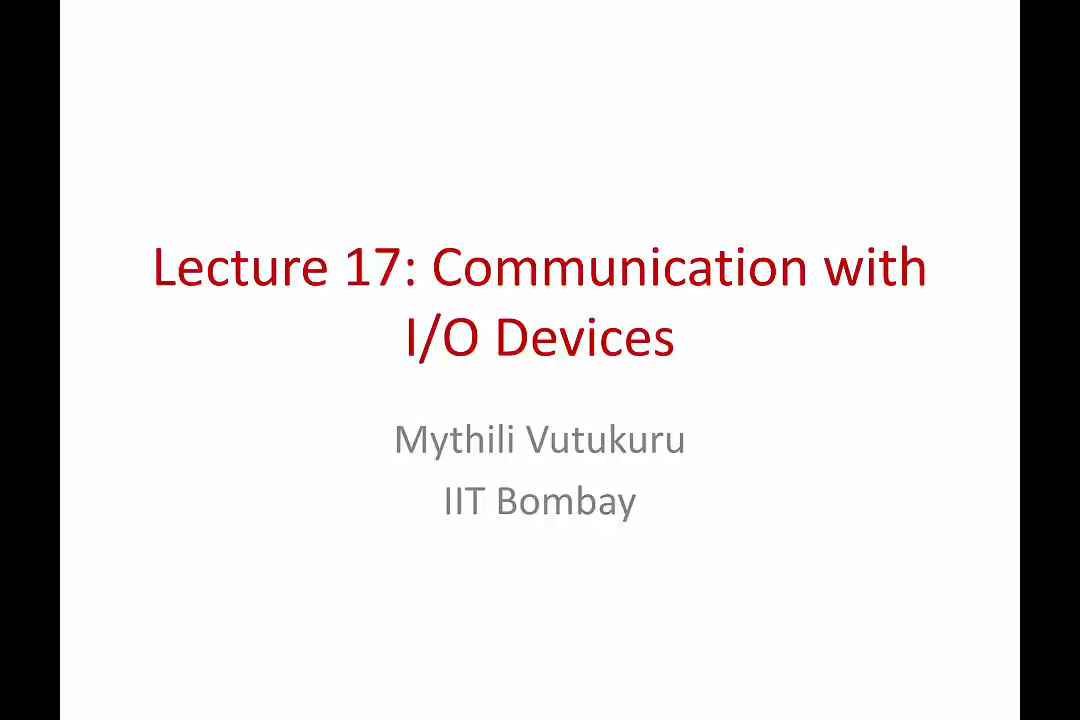 Lecture 17: Communication with
I/O Devices
Mythili Vutukuru
IIT Bombay